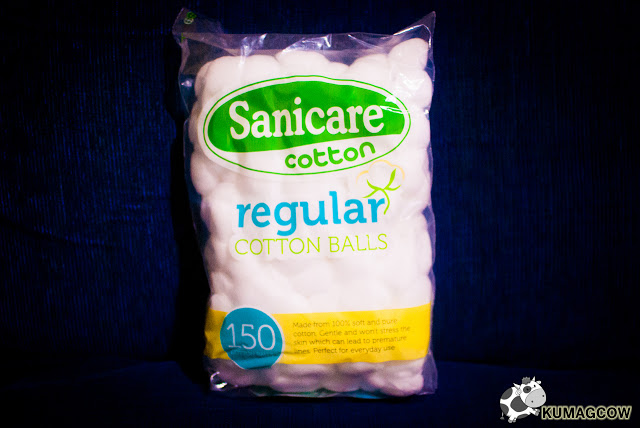 Sanicare
cotton
regular
COTTON BALLS
150
Made from 100% soft and pure
cotton. Gentle and won't stress the
skin which can lead to premature
lines. Perfect for everyday use.
KUMAGCOW